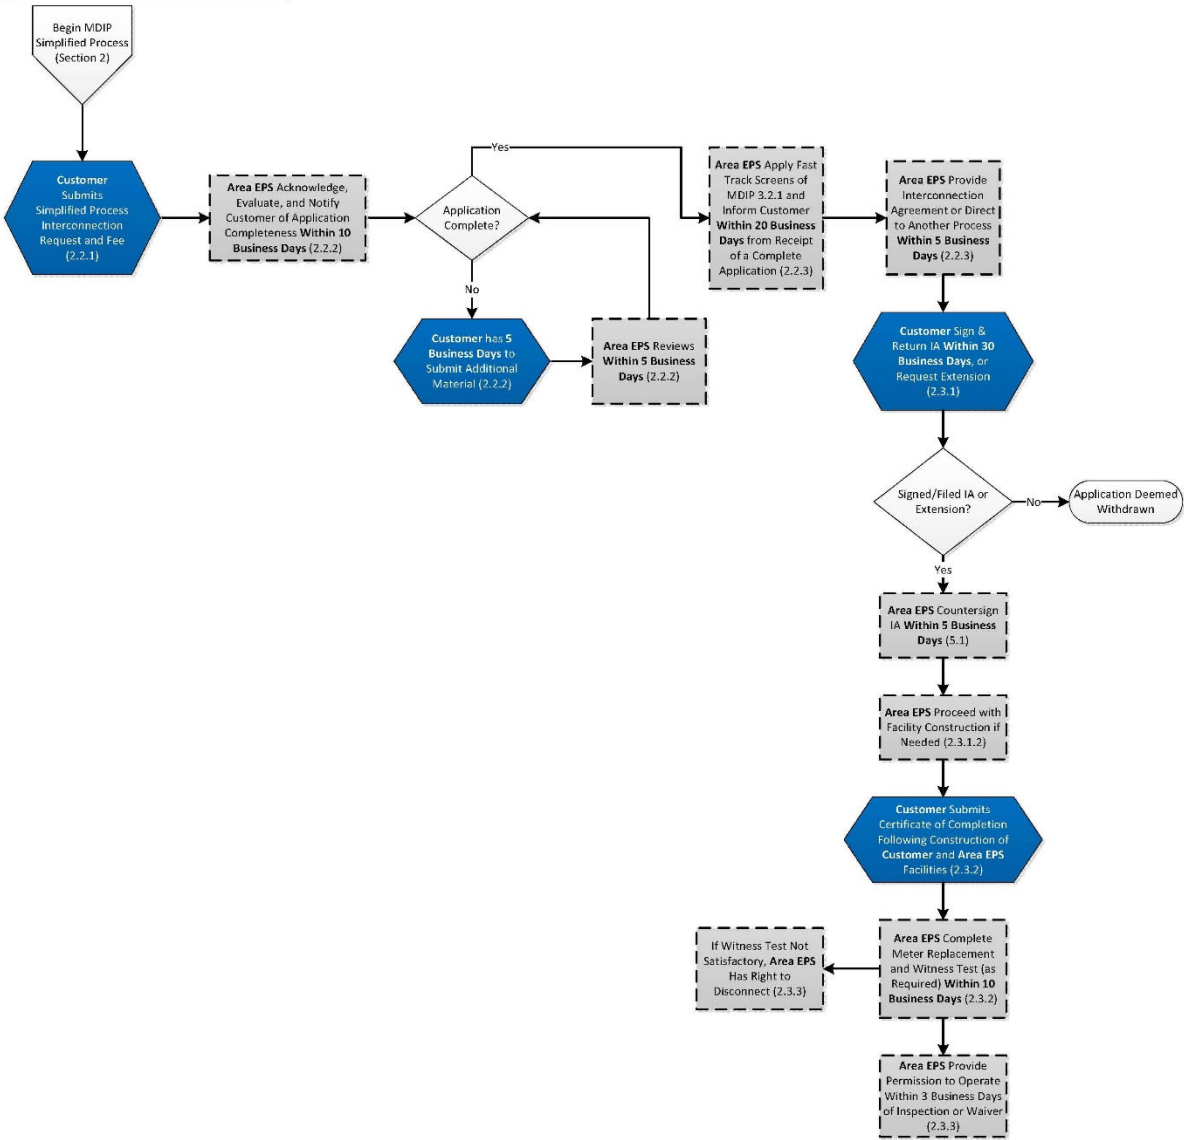 Begin MDIP
Simplified Process
(Section 2)
Customer
Submits
Simplified Process
Interconnection
Request and Fee
(2.2.1)
Area EPS Acknowledge,
Evaluate, and Notify
Customer of Application
Completeness Within 10
Business Days (2.2.2)
Application
Complete?
Yes
No
Customer has 5
Business Days to
Submit Additional
Material (2.2.2)
Area EPS Reviews
Within 5 Business
Days (2.2.2)
Area EPS Apply Fast
Track Screens of
MDIP 3.2.1 and
Inform Customer
Within 20 Business
Days from Receipt
of a Complete
Application (2.2.3)
Area EPS Provide
Interconnection
Agreement or Direct
to Another Process
Within 5 Business
Days (2.2.3)
Customer Sign &
Return IA Within 30
Business Days, or
Request Extension
(2.3.1)
Signed/Filed IA or
Extension?
No
Application Deemed
Withdrawn
Yes
Area EPS Countersign
IA Within 5 Business
Days (5.1)
Area EPS Proceed with
Facility Construction if
Needed (2.3.1.2)
Customer Submits
Certificate of Completion
Following Construction of
Customer and Area EPS
Facilities (2.3.2)
Area EPS Complete
Meter Replacement
and Witness Test (as
Required) Within 10
Business Days (2.3.2)
If Witness Test Not
Satisfactory, Area EPS
Has Right to
Disconnect (2.3.3)
Area EPS Provide
Permission to Operate
Within 3 Business Days
of Inspection or Waiver
(2.3.3)